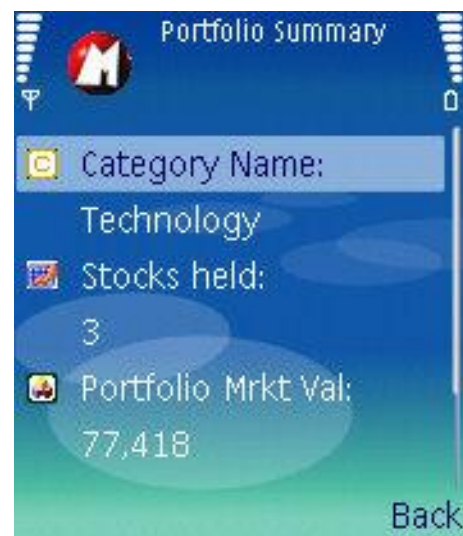 Portfolio Summary
Category Name:
Technology
Stocks held:
3
Portfolio Mrkt Val:
77,418
Back